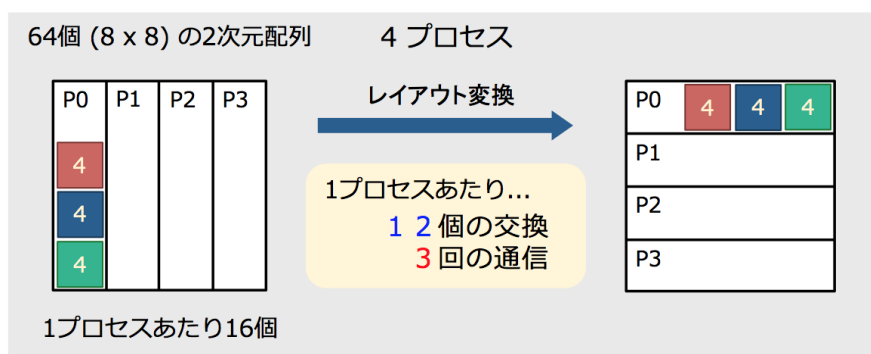 64個 (8 x 8) の2次元配列
4 プロセス
P0 P1 P2 P3
4
4
4
1プロセスあたり16個
レイアウト変換
1プロセスあたり...
１２個の交換
3回の通信
P0 4 4 4
P1
P2
P3